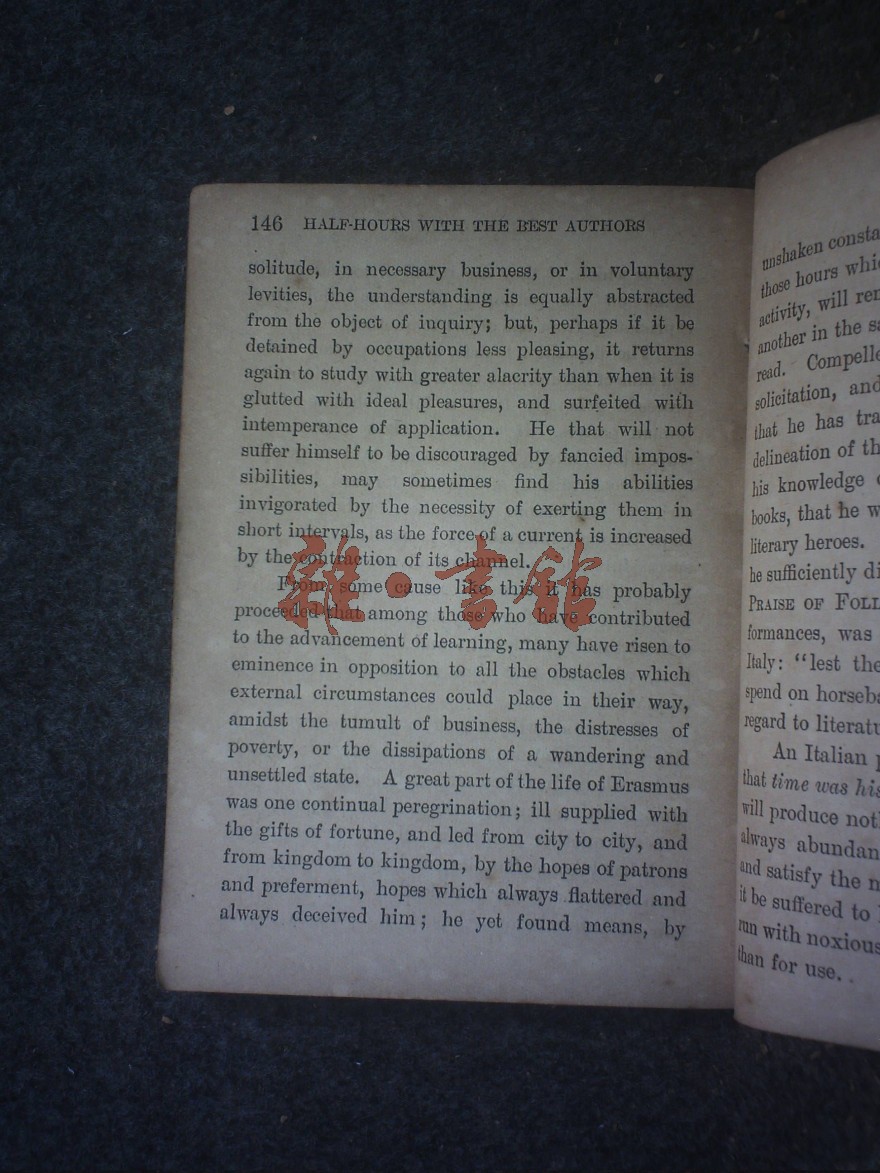 146 HALF-HOURS WITH THE BEST AUTHORS
solitude, in necessary business, or in voluntary
levities, the understanding is equally abstracted
from the object of inquiry; but, perhaps if it be
detained by occupations less pleasing, it returns
again to study with greater alacrity than when it is
glutted with ideal pleasures, and surfeited with
intemperance of application. He that will not
suffer himself to be discouraged by fancied impos-
sibilities, may sometimes find his abilities
invigorated by the necessity of exerting them in
short intervals, as the force of a current is increased
by the contraction of its channel.
From some cause like this it has probably
proceeded that among those who have contributed
to the advancement of learning, many have risen to
eminence in opposition to all the obstacles which
external circumstances could place in their way,
amidst the tumult of business, the distresses of
poverty, or the dissipations of a wandering and
unsettled state. A great part of the life of Erasmus
was one continual peregrination; ill supplied with
the gifts of fortune, and led from city to city, and
from kingdom to kingdom, by the hopes of patrons
and preferment, hopes which always flattered and
always deceived him; he yet found means, by
unshaken consta
those hours whic
activity, will rem
another in the sa
read. Compelle
solicitation, and
that he has tra
delineation of th
his knowledge
books, that he w
literary heroes.
he sufficiently di
PRAISE OF FOLL
formances, was
Italy: "lest the
spend on horseba
regard to literatu
An Italian p
that time was his
will produce noth
always abundan
and satisfy the m
it be suffered to
run with noxious
than for use.
雜·書館